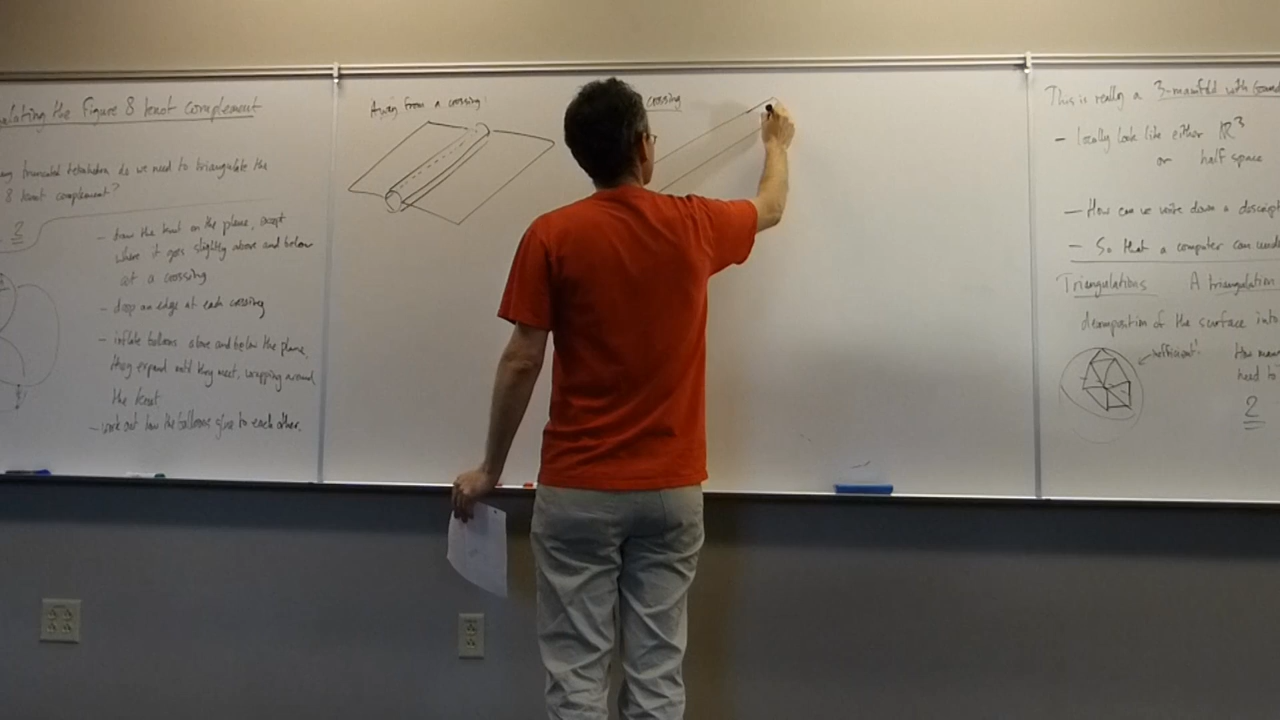 the Figure 8 knot complement
truncated tetrahedra do we need to triangulate the
8 knot complement?
2
- draw the knot on the plane, except
where it goes slightly above and below
at a crossing
- drop an edge at each crossing
- inflate balloons above and below the plane,
they expand until they meet, wrapping around
the knot
- work out how the balloons glue to each other.
Away from a crossing:
crossing
This is really a 3-manifold with
- locally look like either ℝ³
or half space
- How can we write down a
- So that a computer can
Triangulations A triangulation
decomposition of the surface into
inefficient!
How
need to
2